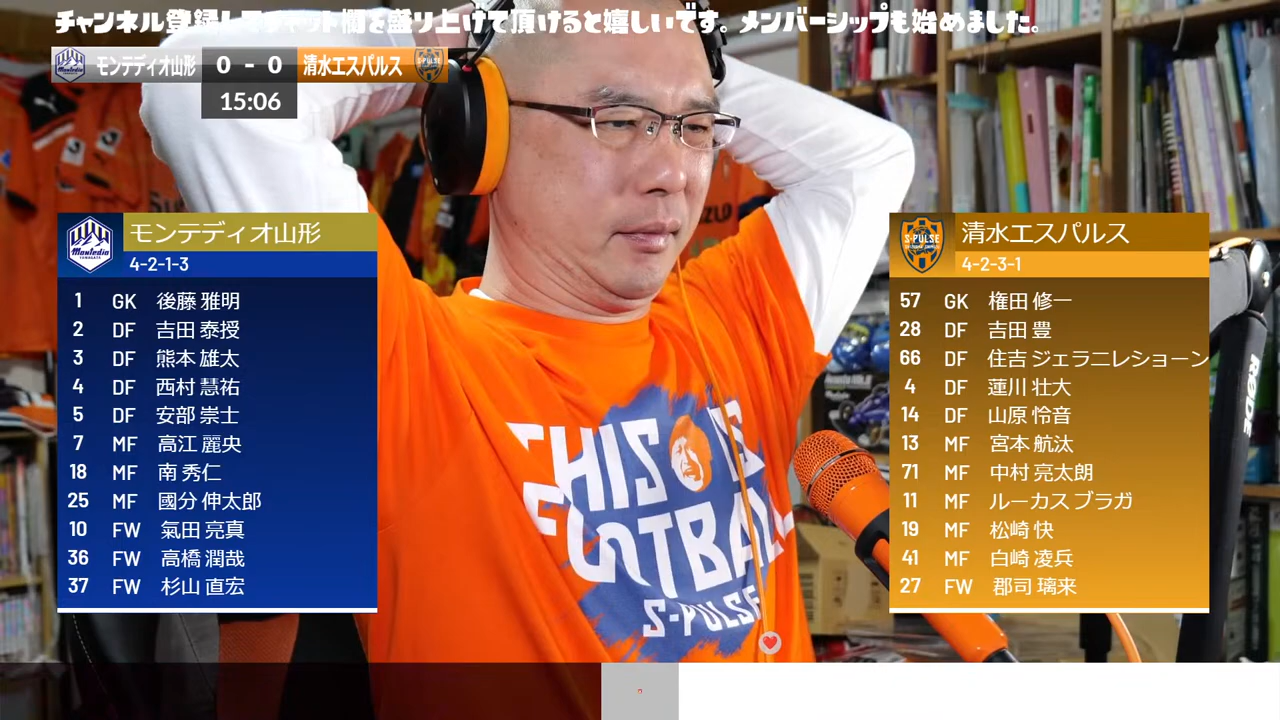 チャンネル登録してチャット欄を盛り上げて頂けると嬉しいです。メンバーシップも始めました。
モンテディオ山形 0 - 0 清水エスパルス
15:06
モンテディオ山形
4-2-1-3
1 GK 後藤 雅明
2 DF 吉田 泰授
3 DF 熊本 雄太
4 DF 西村 慧祐
5 DF 安部 崇士
7 MF 高江 麗央
18 MF 南 秀仁
25 MF 國分 伸太郎
10 FW 氣田 亮真
36 FW 高橋 潤哉
37 FW 杉山 直宏
清水エスパルス
S-PULSE
4-2-3-1
57 GK 権田 修一
28 DF 吉田 豊
66 DF 住吉 ジェラニレショーン
4 DF 蓮川 壮大
14 DF 山原 怜音
13 MF 宮本 航汰
71 MF 中村 亮太朗
11 MF ルーカス ブラガ
19 MF 松崎 快
41 MF 白崎 凌兵
27 FW 郡司 璃来
THIS IS
FOOTBALL
S-PULSE
RØDE